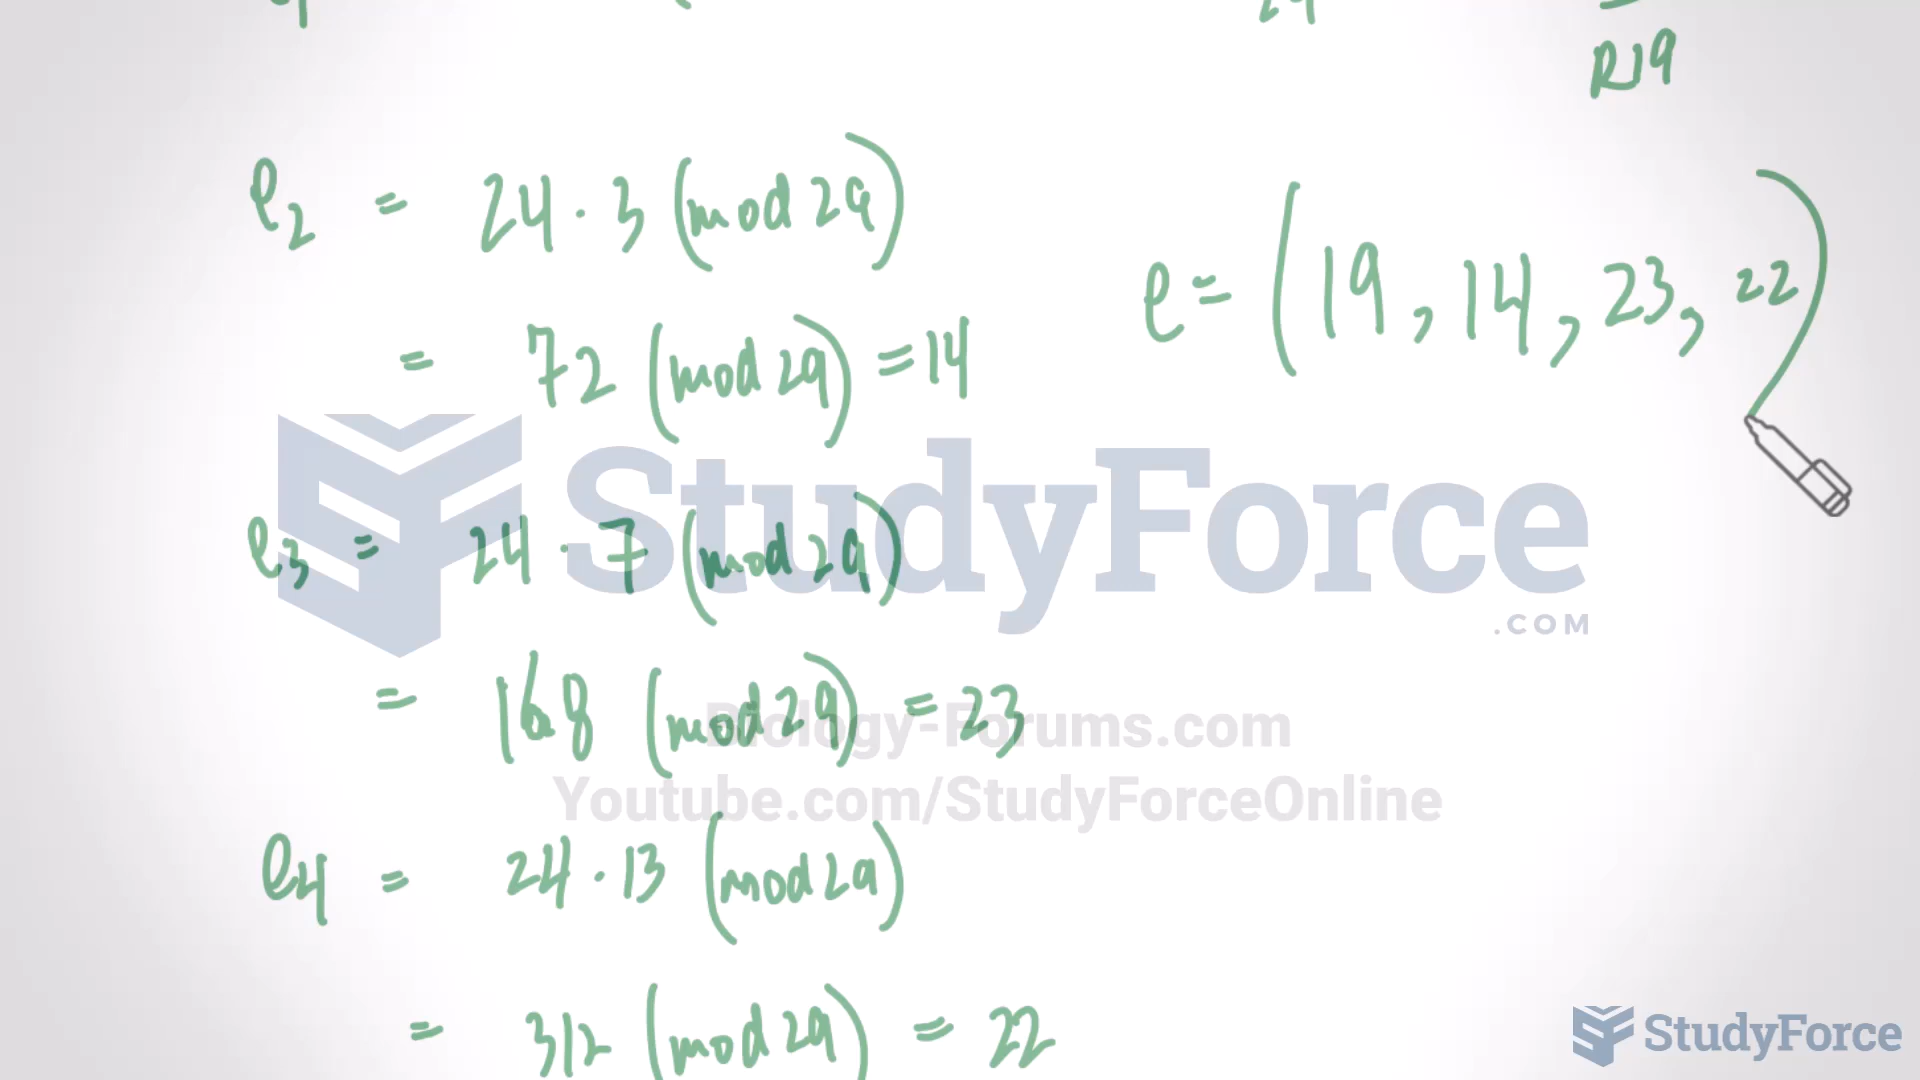 R19
e2 = 24 · 3 (mod 29)
= 72 (mod 29) = 14
e = (19, 14, 23, 22)
e3 = 24 · 7 (mod 29)
= 168 (mod 29) = 23
e4 = 24 · 13 (mod 29)
= 312 (mod 29) = 22
StudyForce
.COM
Biology-Forums.com
Youtube.com/StudyForceOnline
StudyForce